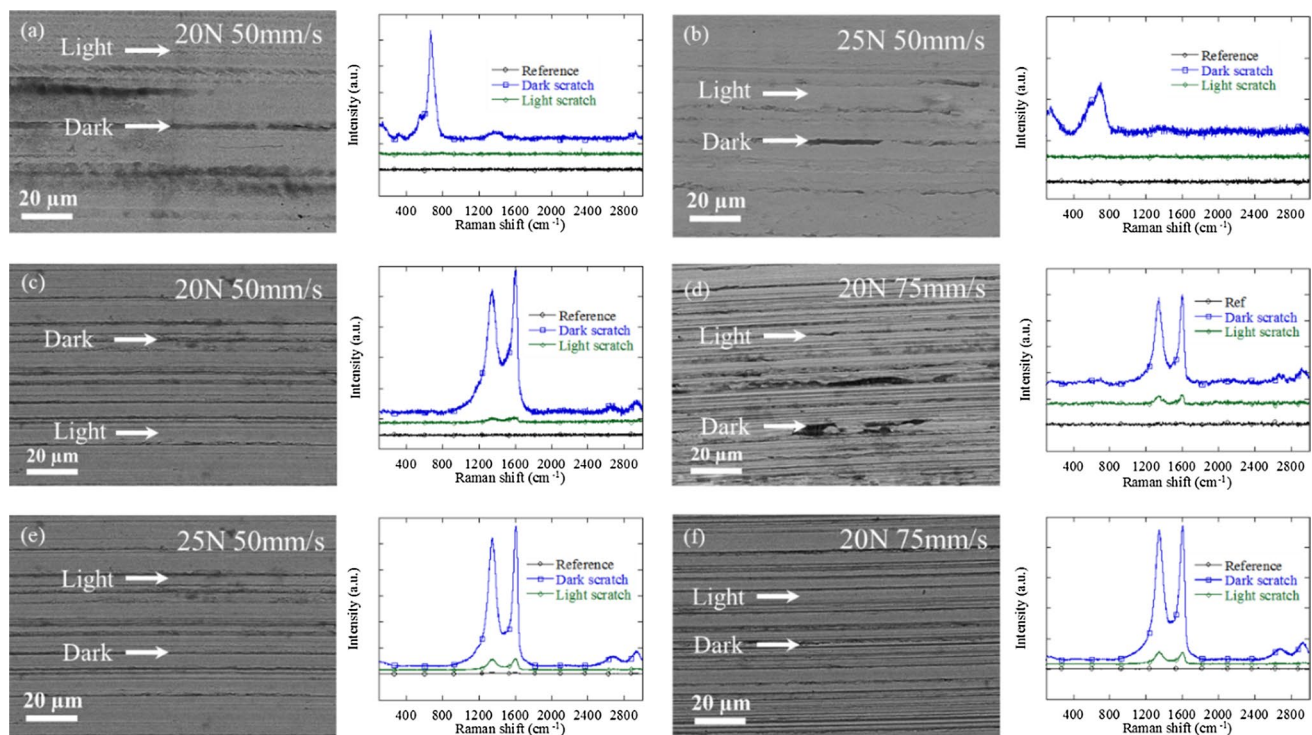 (a) 20N 50mm/s
Light
Dark
20 µm
Intensity (a.u.)
Reference
Dark scratch
Light scratch
400 800 1200 1600 2000 2400 2800
Raman shift (cm-1)
(b) 25N 50mm/s
Light
Dark
20 µm
Intensity (a.u.)
Reference
Dark scratch
Light scratch
400 800 1200 1600 2000 2400 2800
Raman shift (cm-1)
(c) 20N 50mm/s
Dark
Light
20 µm
Intensity (a.u.)
Reference
Dark scratch
Light scratch
400 800 1200 1600 2000 2400 2800
Raman shift (cm-1)
(d) 20N 75mm/s
Light
Dark
20 µm
Intensity (a.u.)
Ref
Dark scratch
Light scratch
400 800 1200 1600 2000 2400 2800
Raman shift (cm-1)
(e) 25N 50mm/s
Light
Dark
20 µm
Intensity (a.u.)
Reference
Dark scratch
Light scratch
400 800 1200 1600 2000 2400 2800
Raman shift (cm-1)
(f) 20N 75mm/s
Light
Dark
20 µm
Intensity (a.u.)
Reference
Dark scratch
Light scratch
400 800 1200 1600 2000 2400 2800
Raman shift (cm-1)